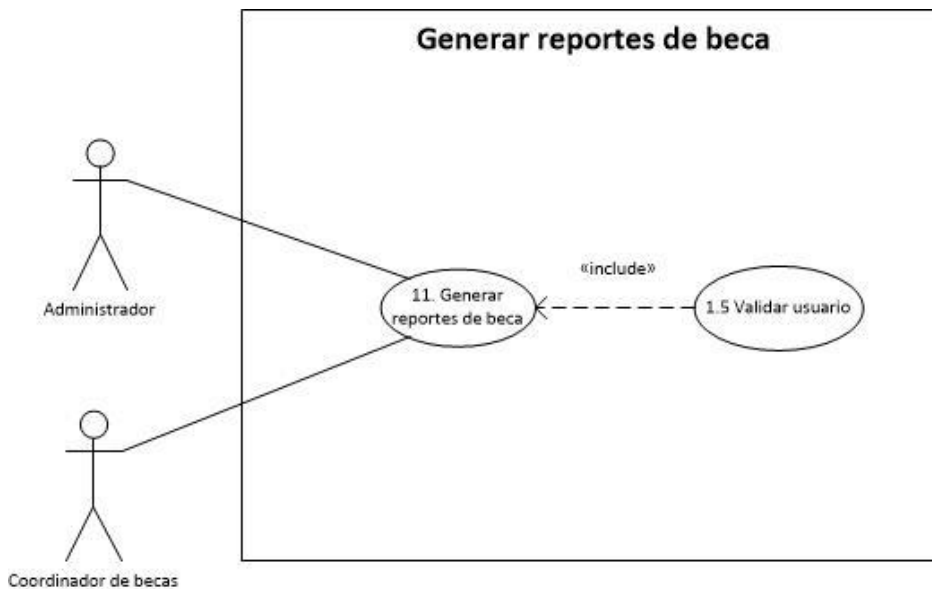 Generar reportes de beca
Administrador
11. Generar
reportes de beca
«include»
1.5 Validar usuario
Coordinador de becas